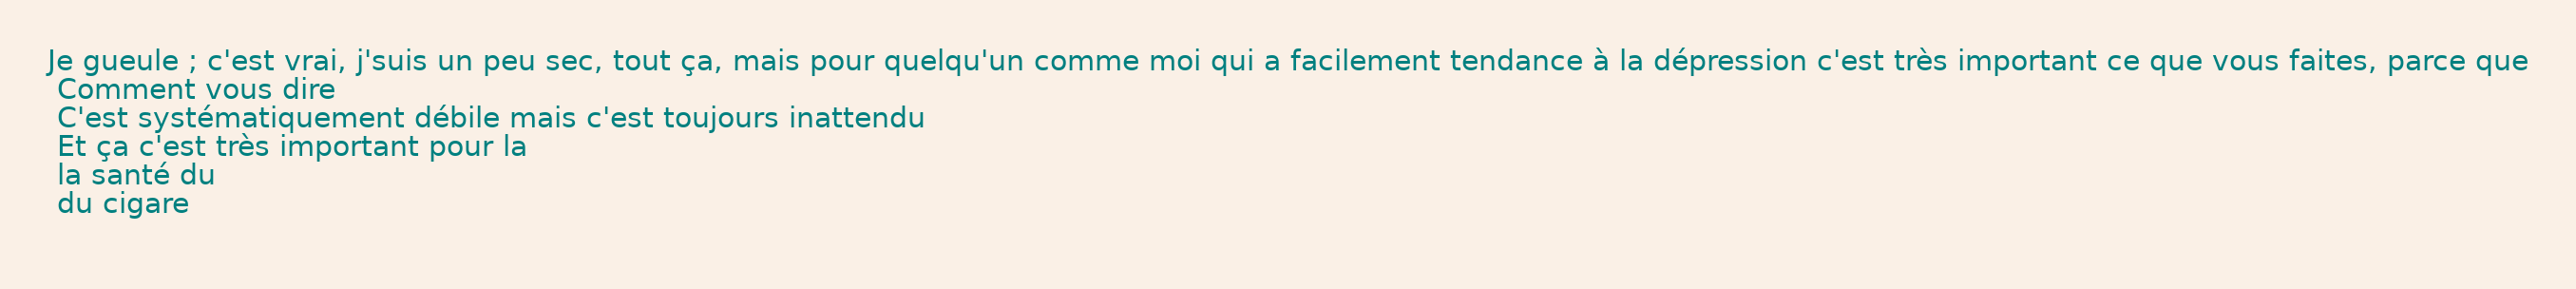 Je gueule ; c'est vrai, j'suis un peu sec, tout ça, mais pour quelqu'un comme moi qui a facilement tendance à la dépression c'est très important ce que vous faites, parce que
Comment vous dire
C'est systématiquement débile mais c'est toujours inattendu
Et ça c'est très important pour la
la santé du
du cigare